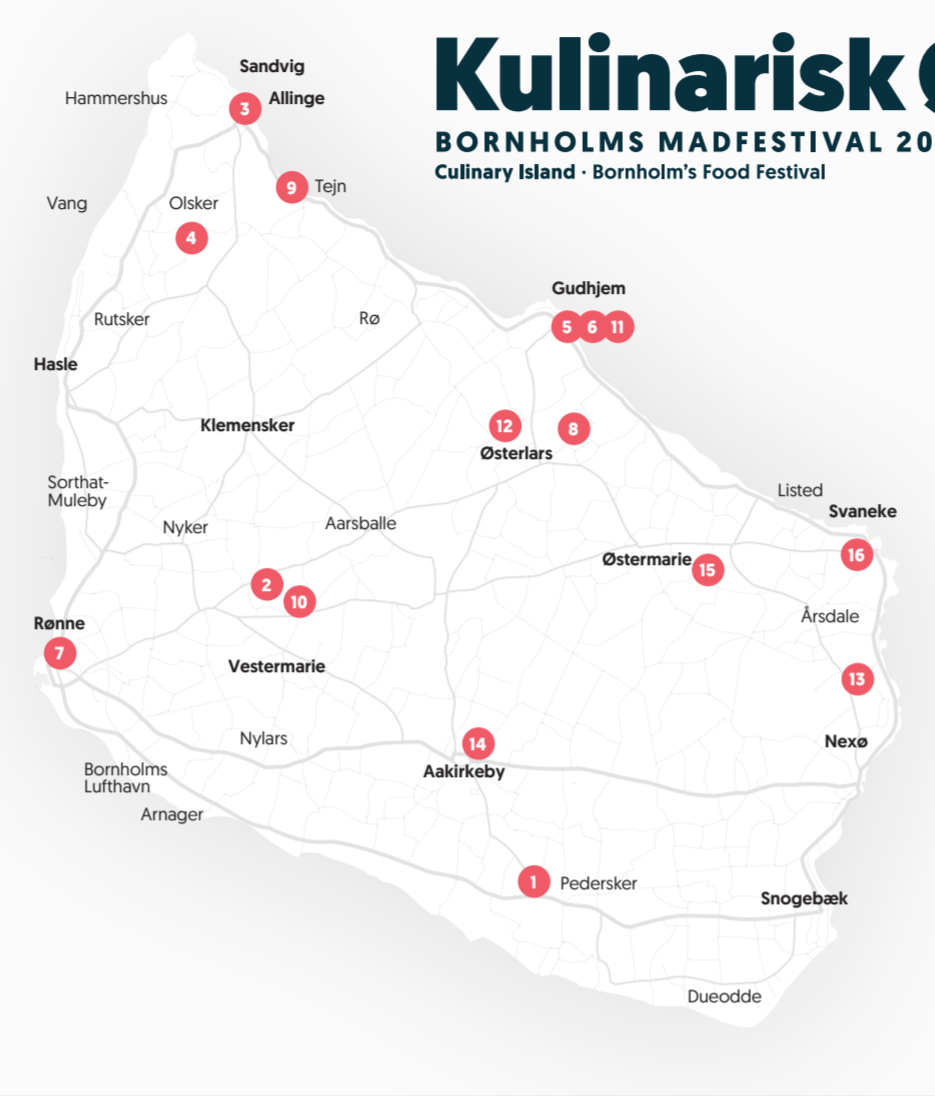 Kulinarisk
BORNHOLMS MADFESTIVAL 20
Culinary Island · Bornholm's Food Festival
Sandvig
Hammershus
3
Allinge
9
Tejn
Vang
Olsker
4
Gudhjem
Rutsker
Rø
5 6 11
Hasle
Klemensker
12
8
Østerlars
Sorthat-
Muleby
Listed
Svaneke
Nyker
Aarsballe
16
Østermarie
15
2
10
Årsdale
Rønne
7
Vestermarie
13
Nylars
14
Nexø
Aakirkeby
Bornholms
Lufthavn
Arnager
1
Pedersker
Snogebæk
Dueodde